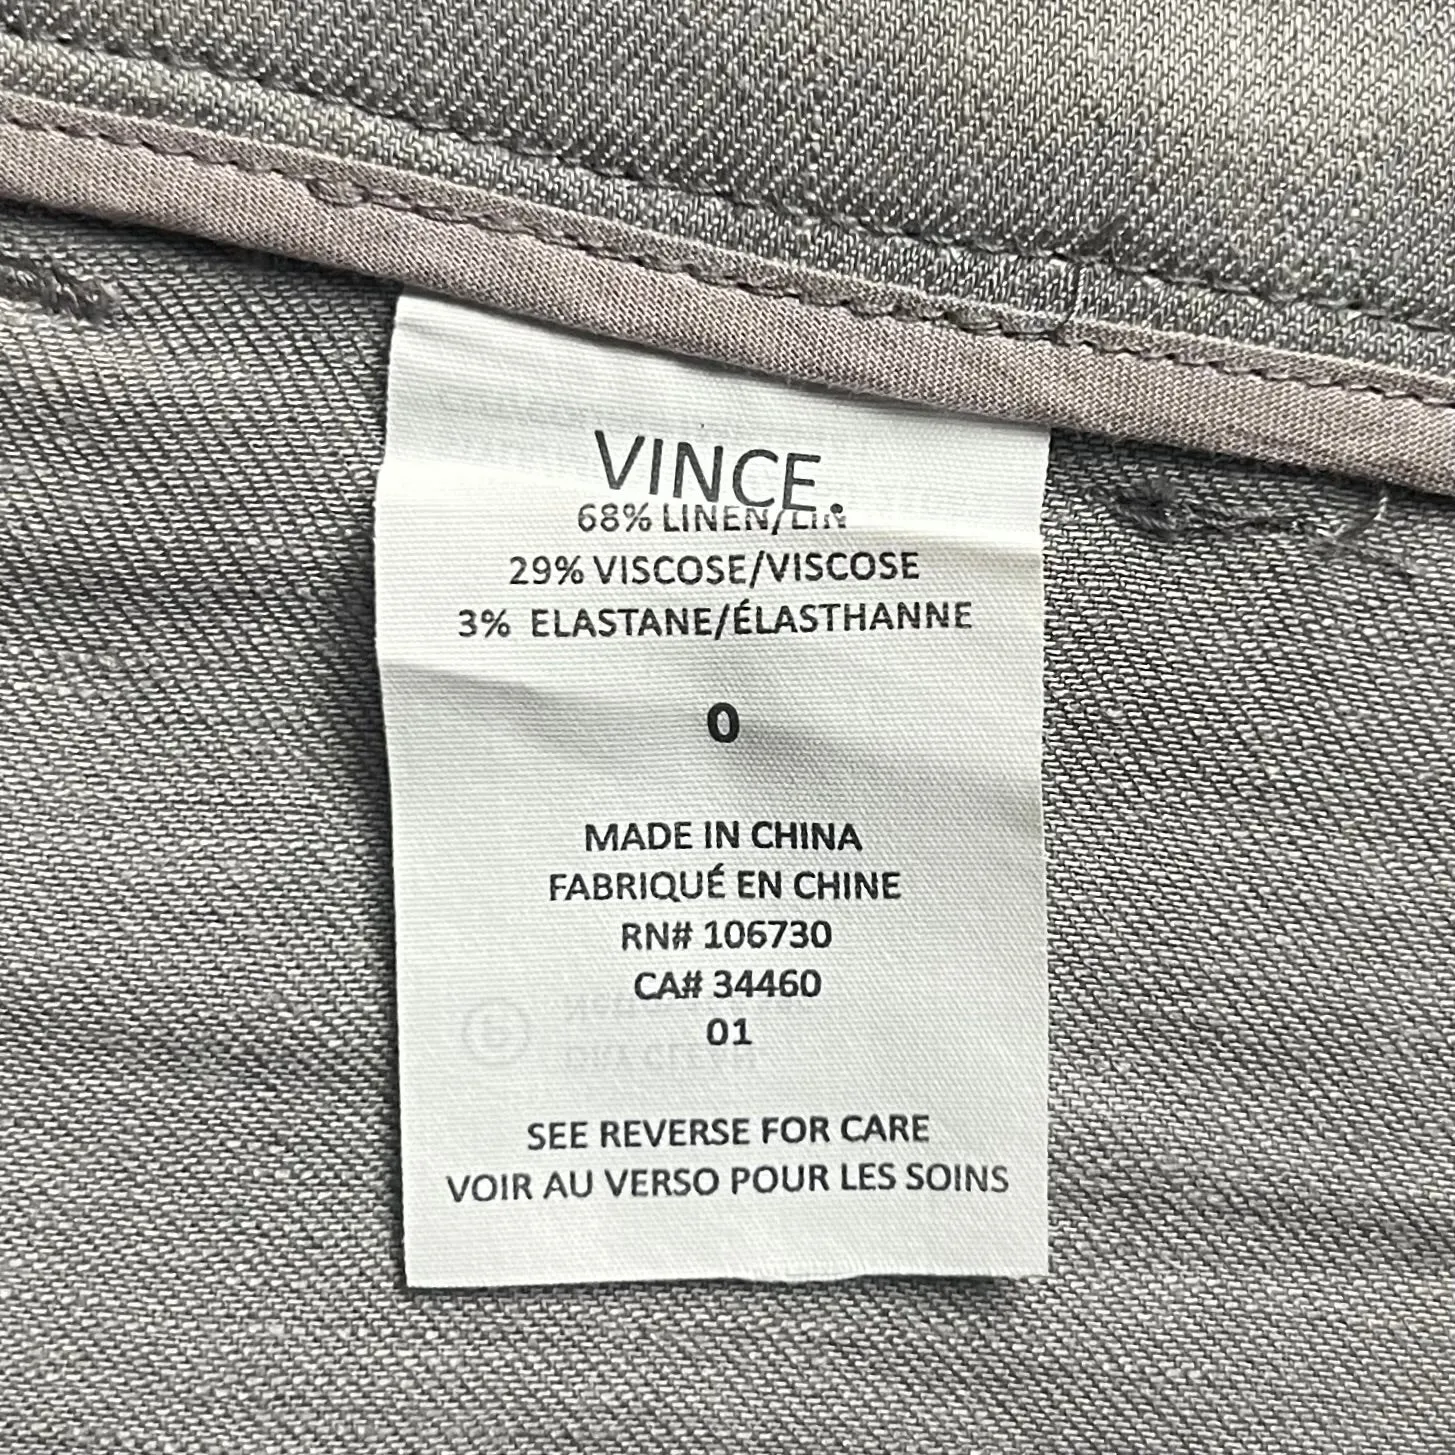 VINCE.
68% LINEN/LIN
29% VISCOSE/VISCOSE
3% ELASTANE/ÉLASTHANNE
0
MADE IN CHINA
FABRIQUÉ EN CHINE
RN# 106730
CA# 34460
01
SEE REVERSE FOR CARE
VOIR AU VERSO POUR LES SOINS